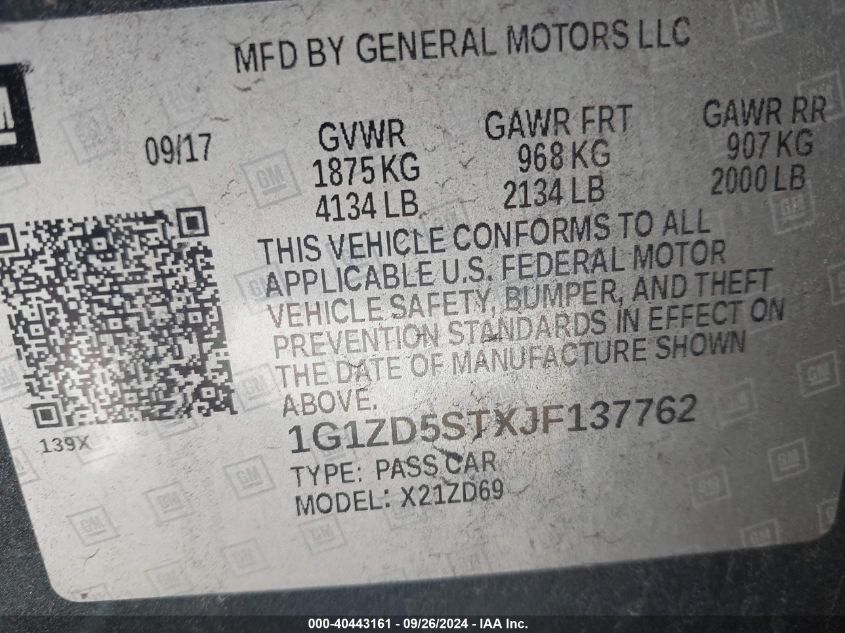 MFD BY GENERAL MOTORS LLC
GM
09/17
GVWR
1875 KG
4134 LB
GAWR FRT
968 KG
2134 LB
GAWR RR
907 KG
2000 LB
THIS VEHICLE CONFORMS TO ALL
APPLICABLE U.S. FEDERAL MOTOR
VEHICLE SAFETY, BUMPER, AND THEFT
PREVENTION STANDARDS IN EFFECT ON
THE DATE OF MANUFACTURE SHOWN
ABOVE.
139X
1G1ZD5STXJF137762
TYPE: PASS CAR
MODEL: X21ZD69
000-40443161 - 09/26/2024 - IAA Inc.